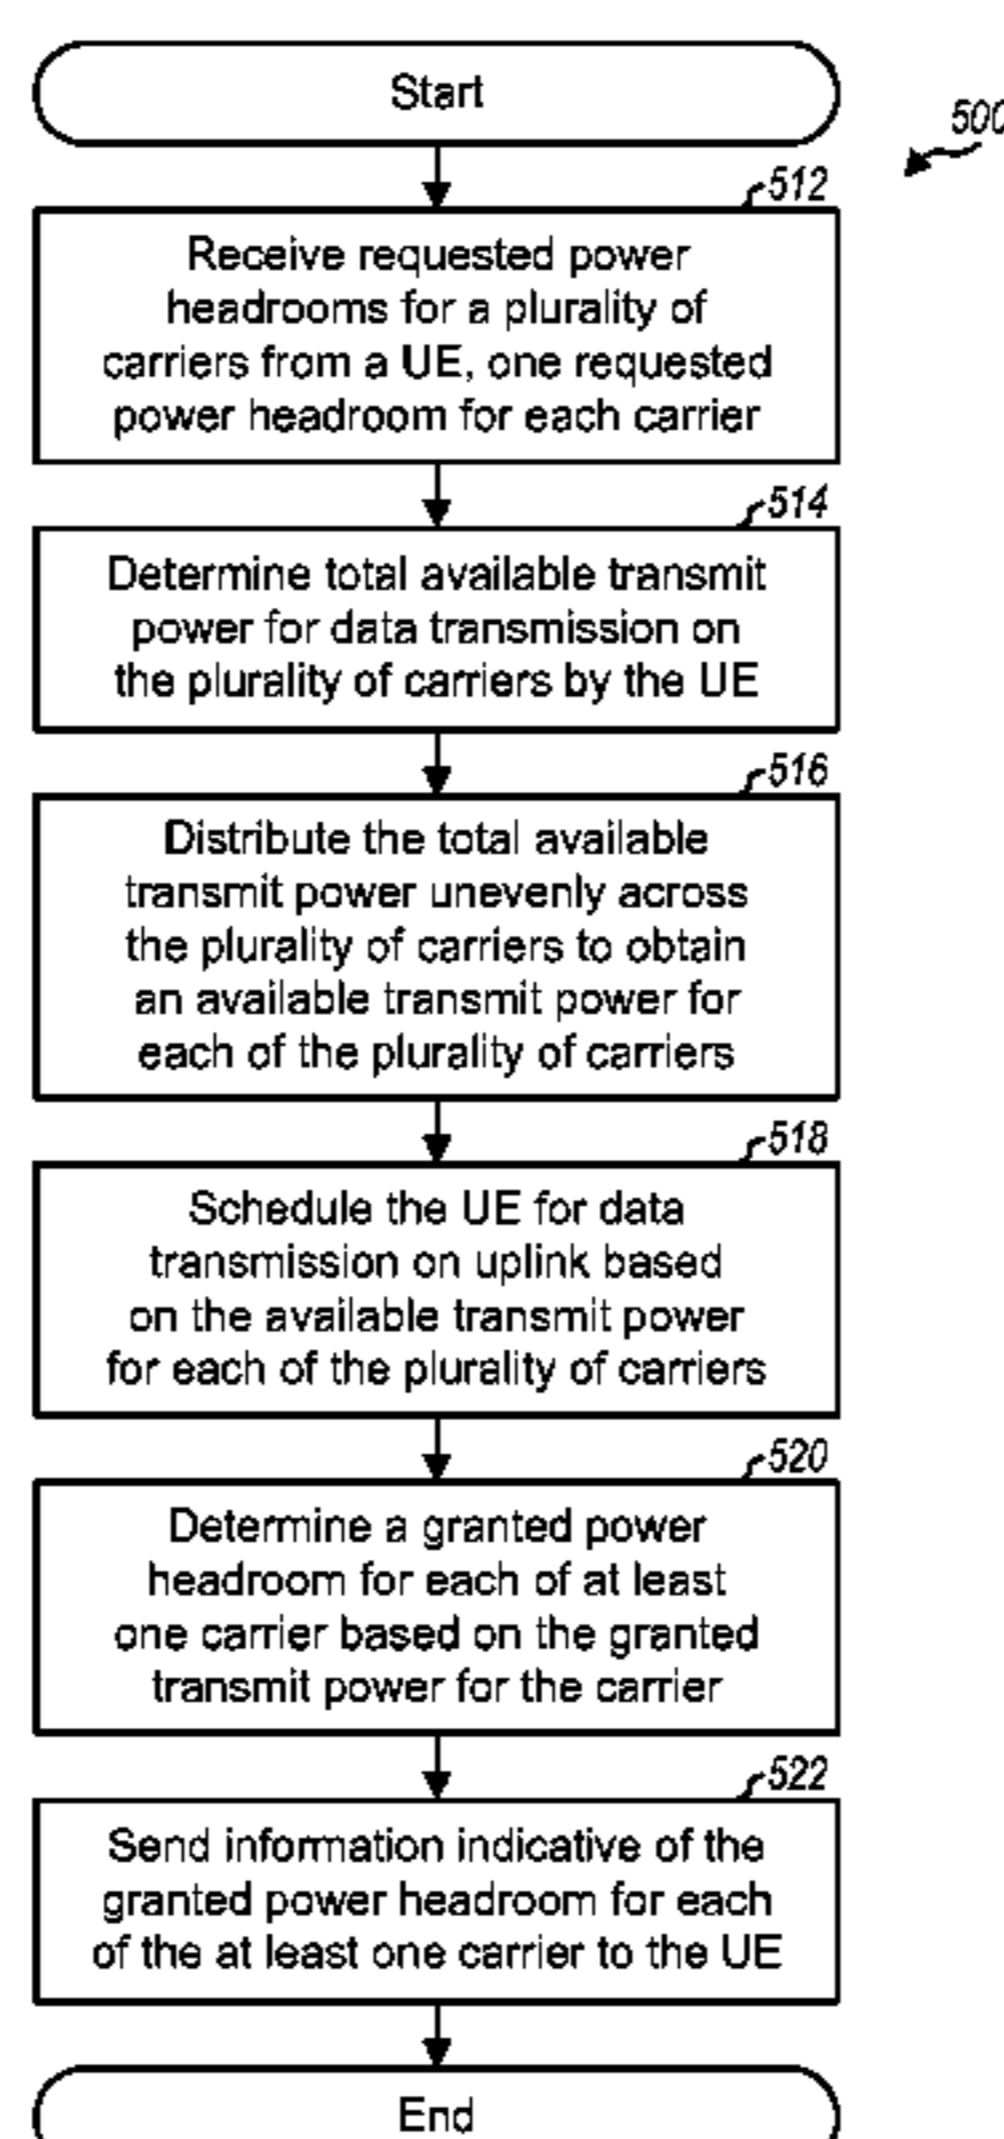 Start
500
512
Receive requested power
headrooms for a plurality of
carriers from a UE, one requested
power headroom for each carrier
514
Determine total available transmit
power for data transmission on
the plurality of carriers by the UE
516
Distribute the total available
transmit power unevenly across
the plurality of carriers to obtain
an available transmit power for
each of the plurality of carriers
518
Schedule the UE for data
transmission on uplink based
on the available transmit power
for each of the plurality of carriers
520
Determine a granted power
headroom for each of at least
one carrier based on the granted
transmit power for the carrier
522
Send information indicative of the
granted power headroom for each
of the at least one carrier to the UE
End